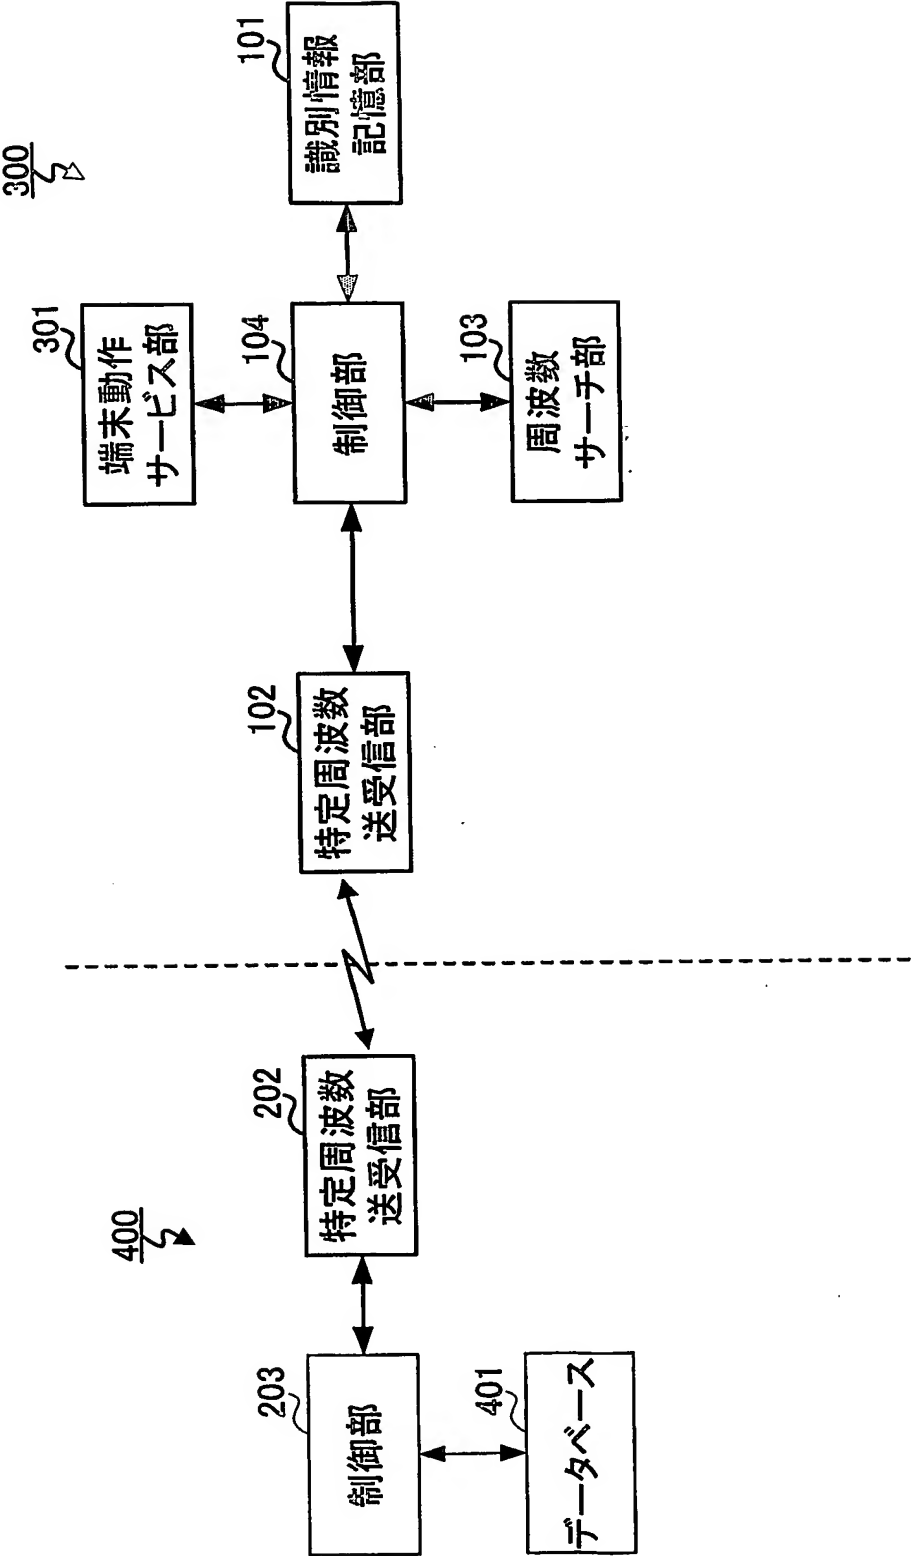 300
400
301
端末動作
サービス部
203
制御部
202
特定周波数
送受信部
102
特定周波数
送受信部
104
制御部
101
識別情報
記憶部
401
データベース
103
周波数
サーチ部